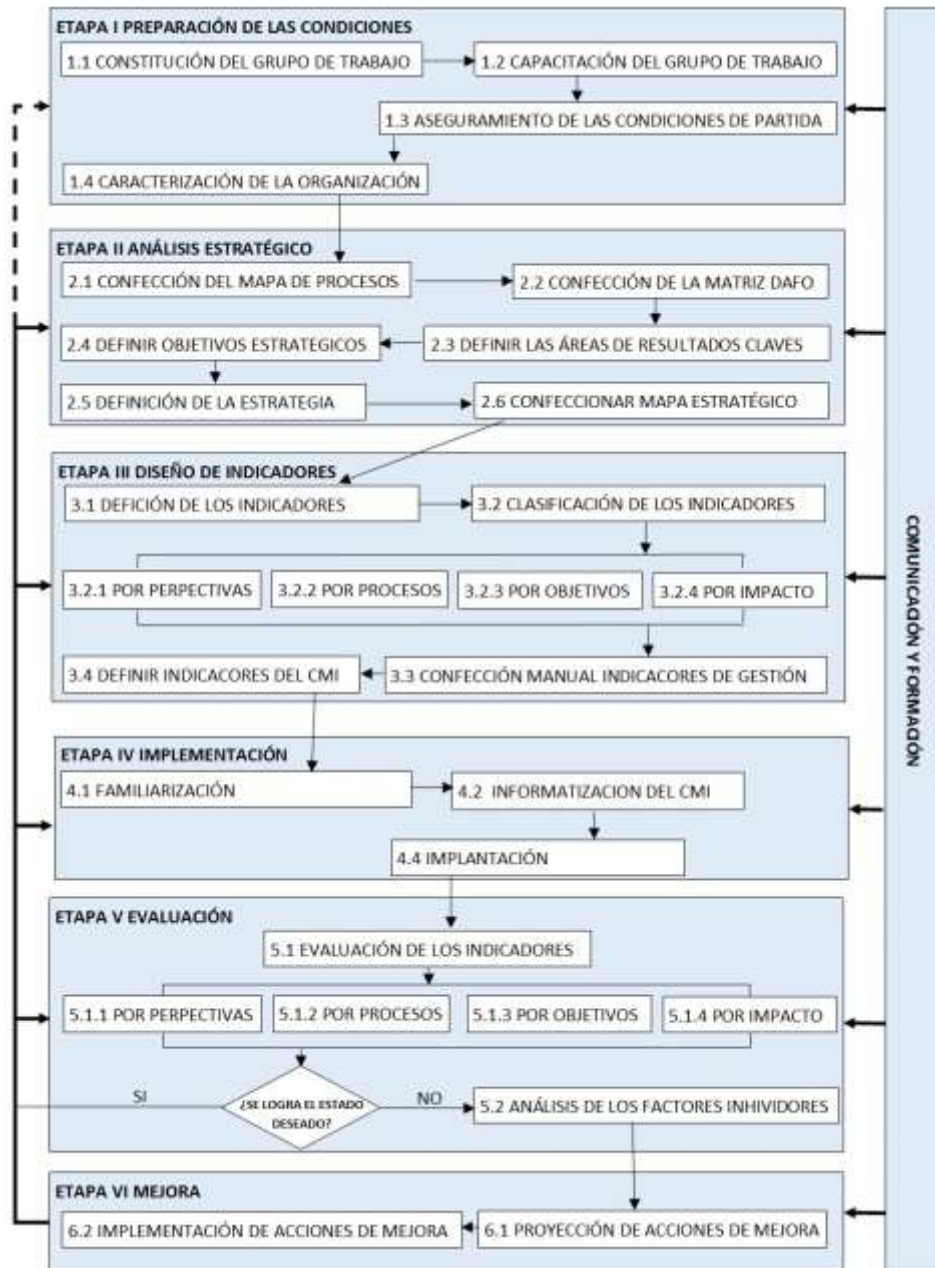 ETAPA I PREPARACIÓN DE LAS CONDICIONES
1.1 CONSTITUCIÓN DEL GRUPO DE TRABAJO
1.2 CAPACITACIÓN DEL GRUPO DE TRABAJO
1.3 ASEGURAMIENTO DE LAS CONDICIONES DE PARTIDA
1.4 CARACTERIZACIÓN DE LA ORGANIZACIÓN
ETAPA II ANÁLISIS ESTRATÉGICO
2.1 CONFECCIÓN DEL MAPA DE PROCESOS
2.2 CONFECCIÓN DE LA MATRIZ DAFO
2.4 DEFINIR OBJETIVOS ESTRATEGICOS
2.3 DEFINIR LAS ÁREAS DE RESULTADOS CLAVES
2.5 DEFINICIÓN DE LA ESTRATEGIA
2.6 CONFECCIONAR MAPA ESTRATÉGICO
ETAPA III DISEÑO DE INDICADORES
3.1 DEFICIÓN DE LOS INDICADORES
3.2 CLASIFICACIÓN DE LOS INDICADORES
3.2.1 POR PERPECTIVAS
3.2.2 POR PROCESOS
3.2.3 POR OBJETIVOS
3.2.4 POR IMPACTO
3.4 DEFINIR INDICACORES DEL CMI
3.3 CONFECCIÓN MANUAL INDICACORES DE GESTIÓN
ETAPA IV IMPLEMENTACIÓN
4.1 FAMILIARIZACIÓN
4.2 INFORMATIZACION DEL CMI
4.4 IMPLANTACIÓN
ETAPA V EVALUACIÓN
5.1 EVALUACIÓN DE LOS INDICADORES
5.1.1 POR PERPECTIVAS
5.1.2 POR PROCESOS
5.1.3 POR OBJETIVOS
5.1.4 POR IMPACTO
SI
¿SE LOGRA EL ESTADO
DESEADO?
NO
5.2 ANÁLISIS DE LOS FACTORES INHIVIDORES
ETAPA VI MEJORA
6.2 IMPLEMENTACIÓN DE ACCIONES DE MEJORA
6.1 PROYECCIÓN DE ACCIONES DE MEJORA
COMUNICACIÓN Y FORMACIÓN